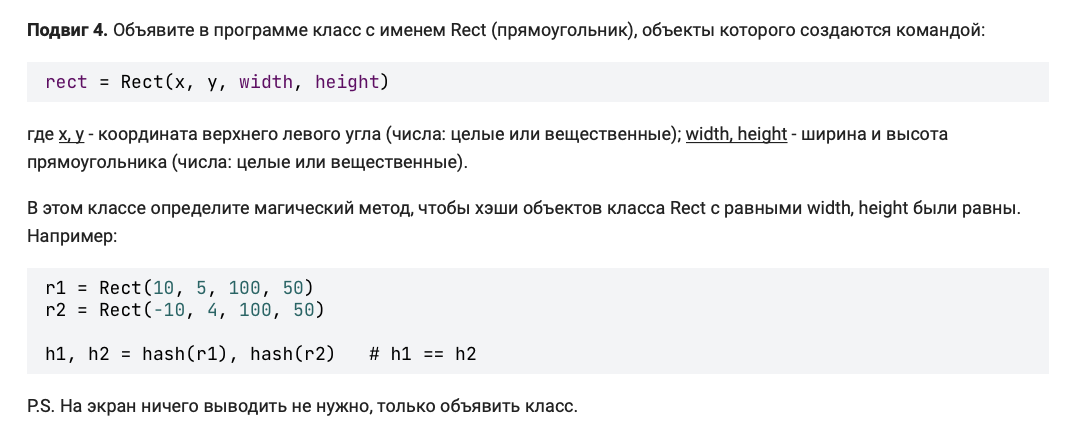 Подвиг 4. Объявите в программе класс с именем Rect (прямоугольник), объекты которого создаются командой:
rect = Rect(x, y, width, height)
где x, y - координата верхнего левого угла (числа: целые или вещественные); width, height - ширина и высота
прямоугольника (числа: целые или вещественные).
В этом классе определите магический метод, чтобы хэши объектов класса Rect с равными width, height были равны.
Например:
r1 = Rect(10, 5, 100, 50)
r2 = Rect(-10, 4, 100, 50)
h1, h2 = hash(r1), hash(r2)   # h1 == h2
P.S. На экран ничего выводить не нужно, только объявить класс.